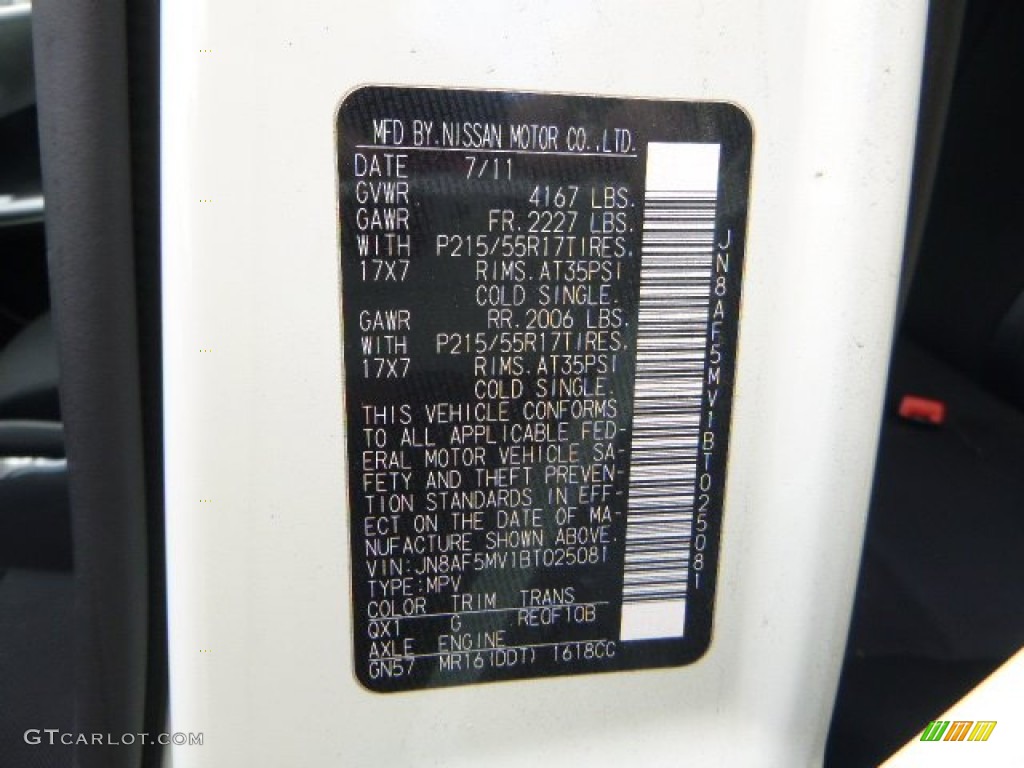 MFD BY.NISSAN MOTOR CO.,LTD.
DATE 7/11
GVWR 4167 LBS.
GAWR FR. 2227 LBS.
WITH P215/55R17TIRES.
17X7 RIMS.AT35PSI
COLD SINGLE.
GAWR RR. 2006 LBS.
WITH P215/55R17TIRES.
17X7 RIMS.AT35PSI
COLD SINGLE.
THIS VEHICLE CONFORMS
TO ALL APPLICABLE FED-
ERAL MOTOR VEHICLE SA-
FETY AND THEFT PREVEN-
TION STANDARDS IN EFF-
ECT ON THE DATE OF MA-
NUFACTURE SHOWN ABOVE.
VIN:JN8AF5MV1BT025081
TYPE:MPV
COLOR TRIM TRANS
QX1 G RE0F10B
AXLE ENGINE
GN57 MR16(DDT) 1618CC
JN8AF5MV1BT025081
GTCARLOT.COM